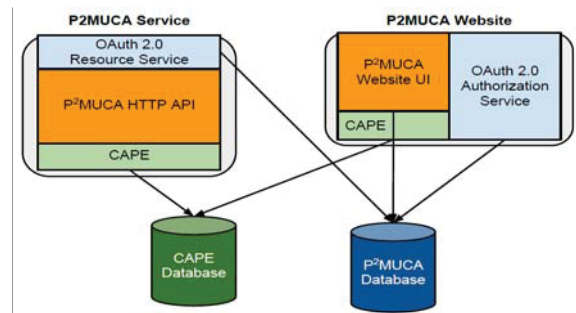 P2MUCA Service
OAuth 2.0
Resource Service
P²MUCA HTTP API
CAPE
P2MUCA Website
P²MUCA
Website UI
CAPE
OAuth 2.0
Authorization
Service
CAPE
Database
P²MUCA
Database